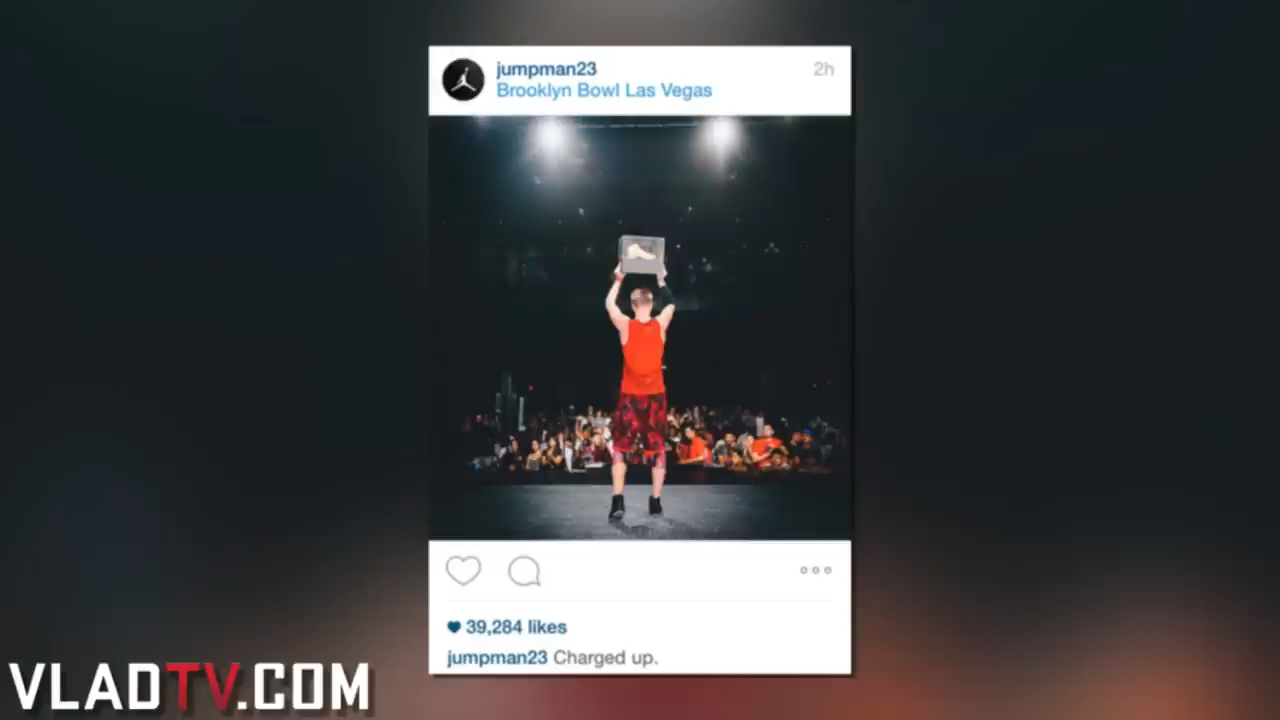 jumpman23
2h
Brooklyn Bowl Las Vegas
39,284 likes
jumpman23 Charged up.
VLADTV.COM